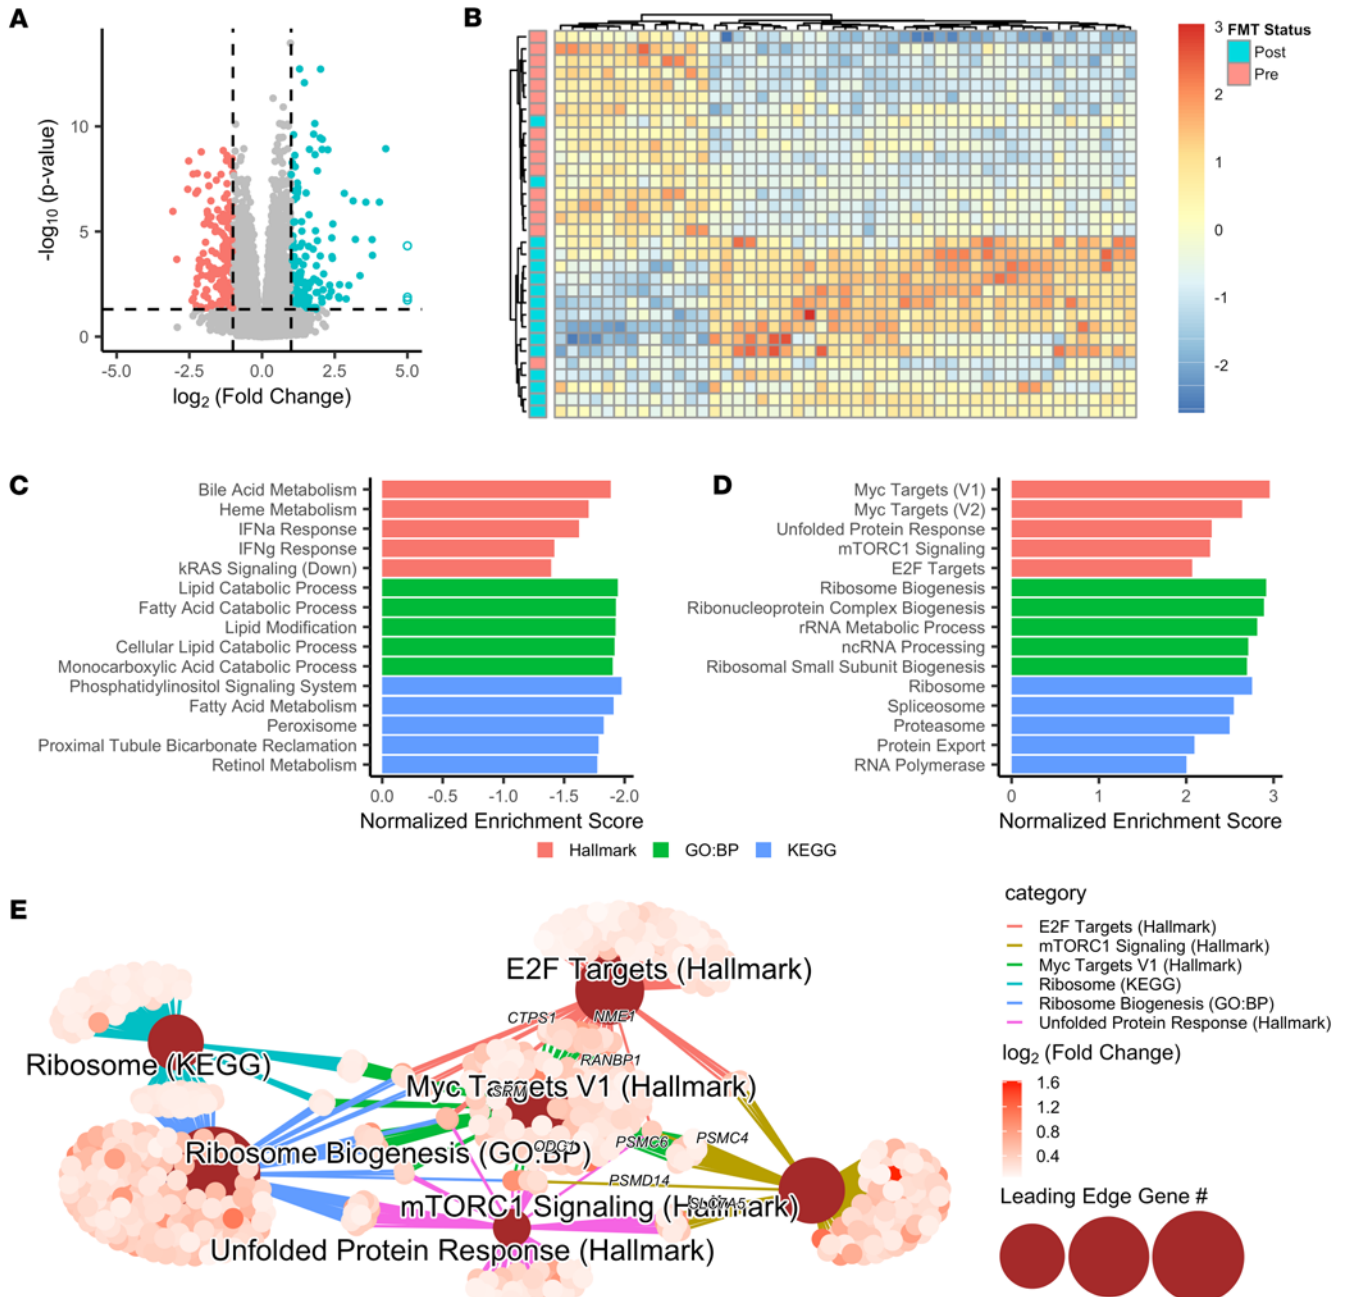 A
-log10 (p-value)
10
5
0
-5.0 -2.5 0.0 2.5 5.0
log2 (Fold Change)
B
3
2
1
0
-1
-2
FMT Status
Post
Pre
C
Bile Acid Metabolism
Heme Metabolism
IFNa Response
IFNg Response
kRAS Signaling (Down)
Lipid Catabolic Process
Fatty Acid Catabolic Process
Lipid Modification
Cellular Lipid Catabolic Process
Monocarboxylic Acid Catabolic Process
Phosphatidylinositol Signaling System
Fatty Acid Metabolism
Peroxisome
Proximal Tubule Bicarbonate Reclamation
Retinol Metabolism
0.0 -0.5 -1.0 -1.5 -2.0
Normalized Enrichment Score
D
Myc Targets (V1)
Myc Targets (V2)
Unfolded Protein Response
mTORC1 Signaling
E2F Targets
Ribosome Biogenesis
Ribonucleoprotein Complex Biogenesis
rRNA Metabolic Process
ncRNA Processing
Ribosomal Small Subunit Biogenesis
Ribosome
Spliceosome
Proteasome
Protein Export
RNA Polymerase
0 1 2 3
Normalized Enrichment Score
Hallmark GO:BP KEGG
E
E2F Targets (Hallmark)
CTPS1 NME1
RANBP1
Ribosome (KEGG)
Myc Targets V1 (Hallmark)
SRM
PSMC6 PSMC4
Ribosome Biogenesis (GO:BP)
PSMD14
mTORC1 Signaling (Hallmark)
Unfolded Protein Response (Hallmark)
category
E2F Targets (Hallmark)
mTORC1 Signaling (Hallmark)
Myc Targets V1 (Hallmark)
Ribosome (KEGG)
Ribosome Biogenesis (GO:BP)
Unfolded Protein Response (Hallmark)
log2 (Fold Change)
1.6
1.2
0.8
0.4
Leading Edge Gene #